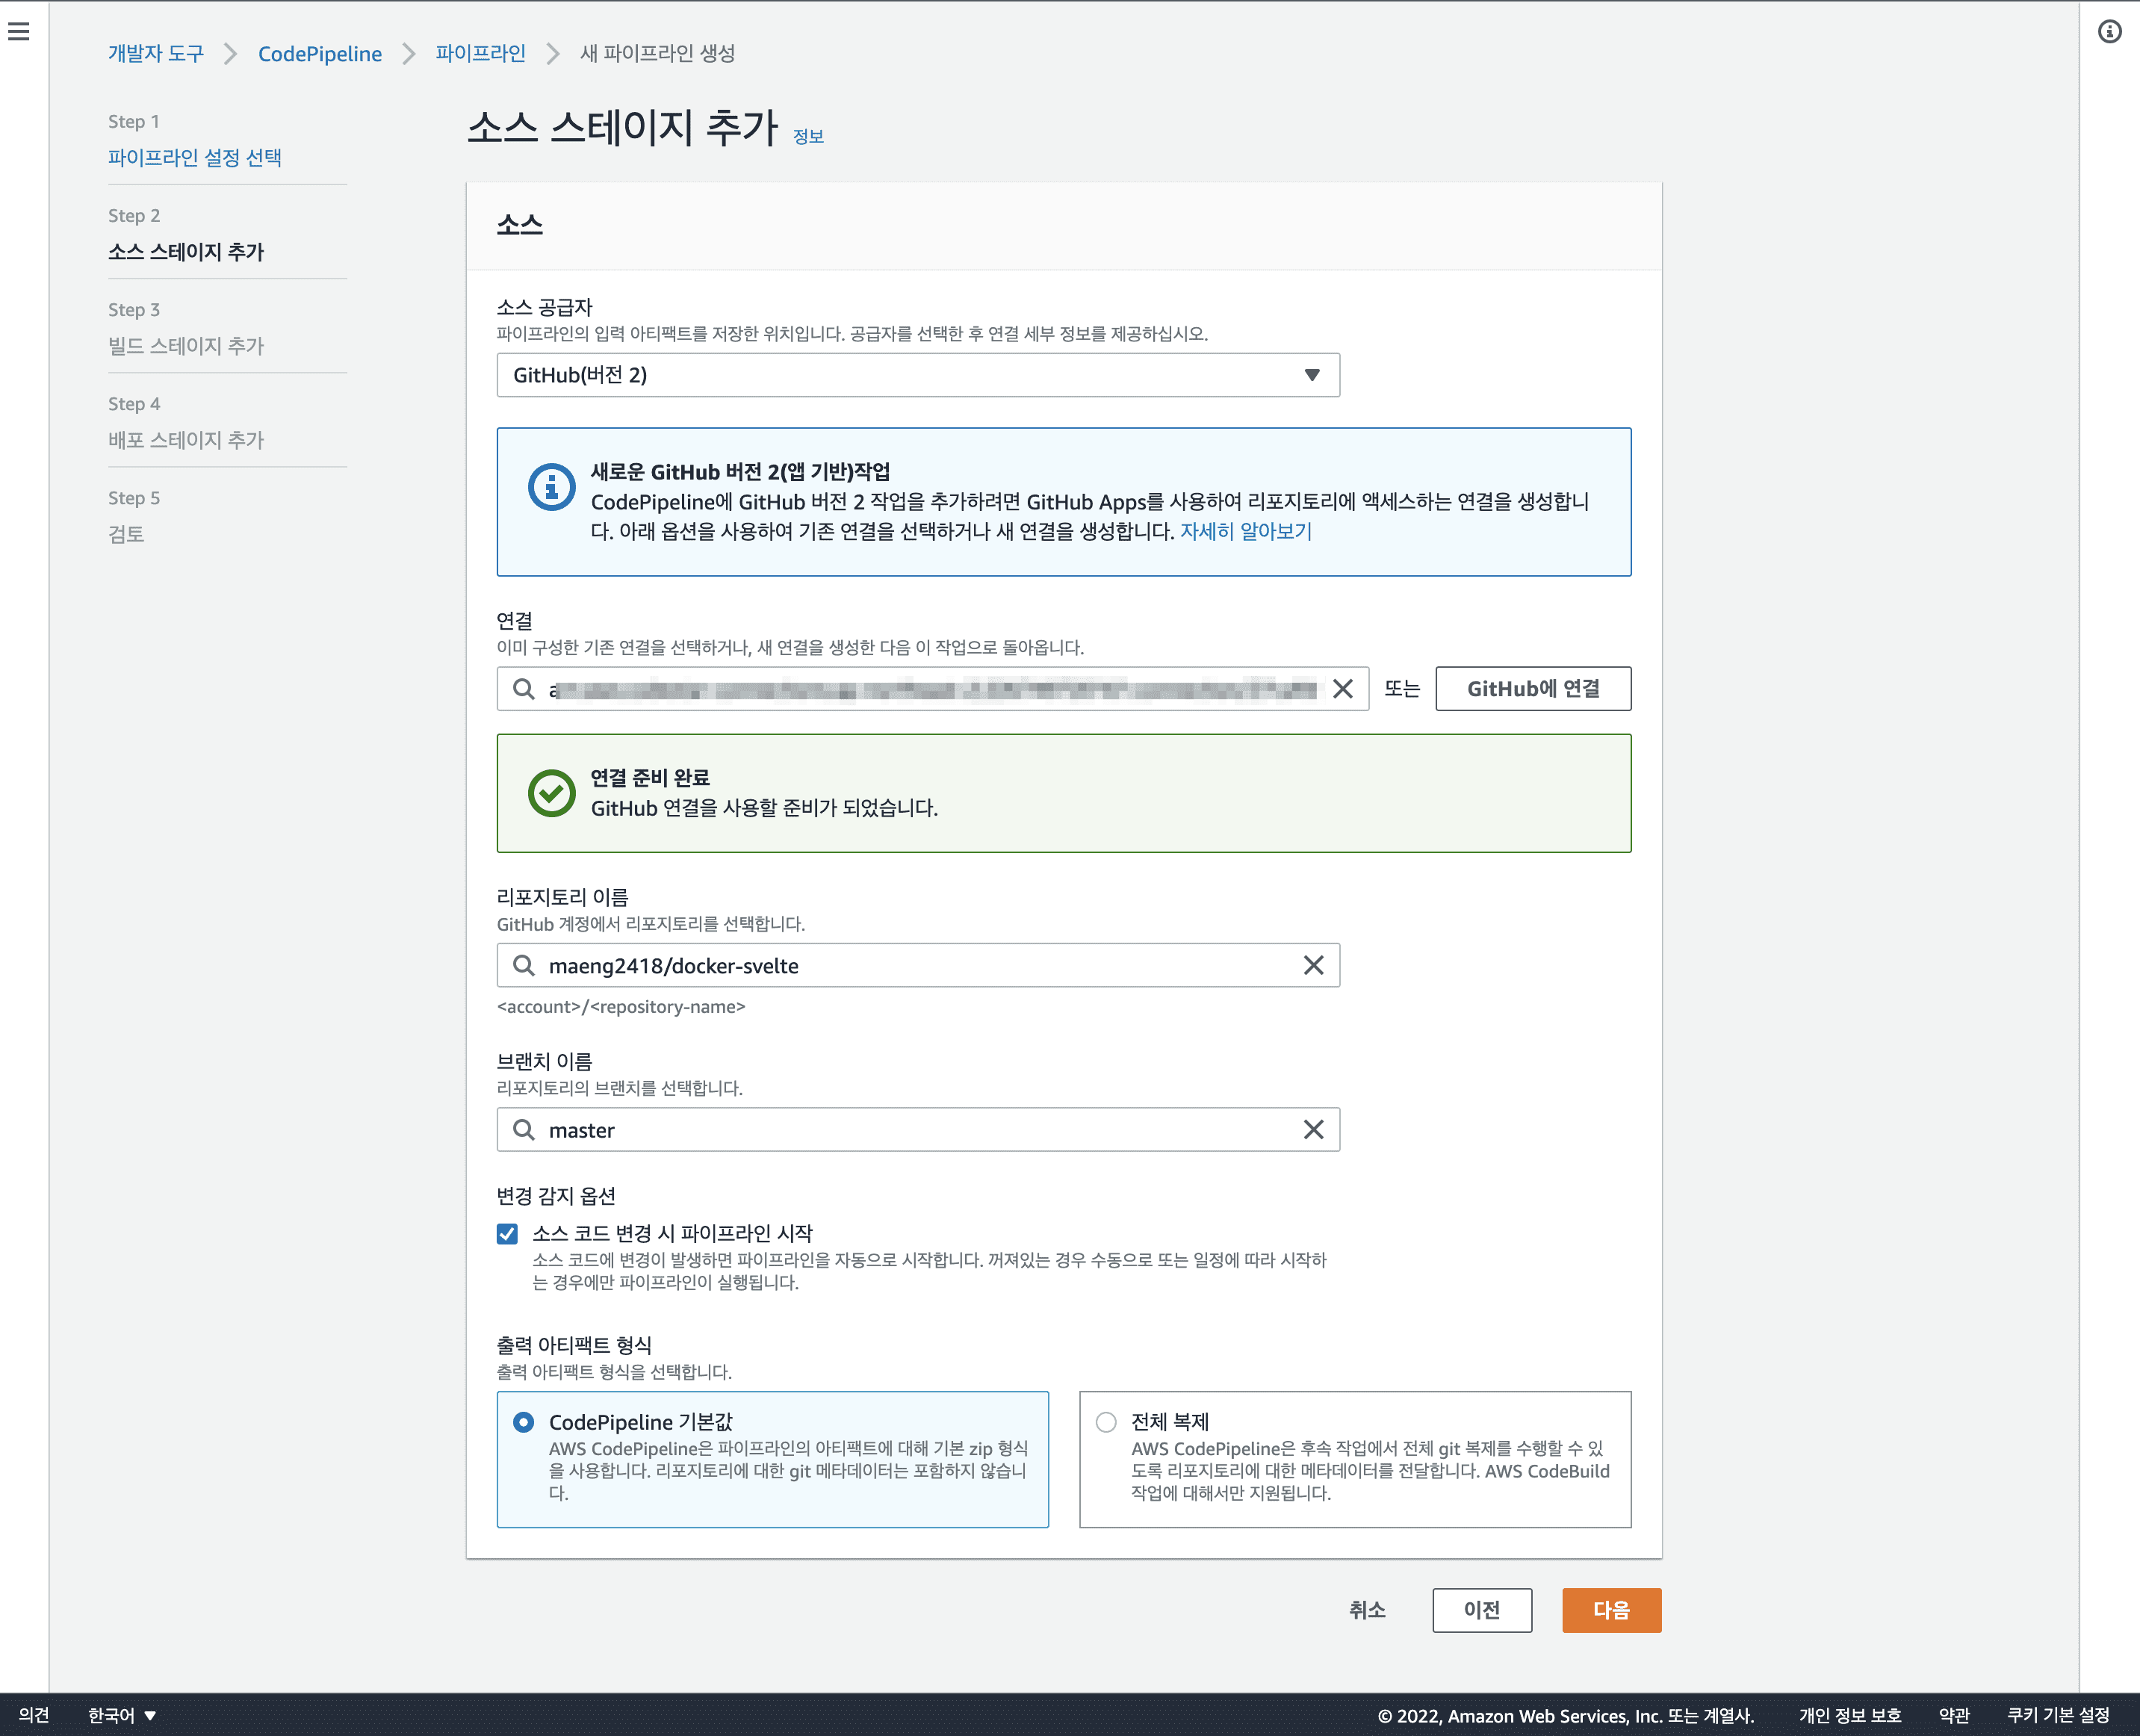 개발자 도구 > CodePipeline > 파이프라인 > 새 파이프라인 생성
Step 1
파이프라인 설정 선택
Step 2
소스 스테이지 추가
Step 3
빌드 스테이지 추가
Step 4
배포 스테이지 추가
Step 5
검토
소스 스테이지 추가 정보
소스
소스 공급자
파이프라인의 입력 아티팩트를 저장한 위치입니다. 공급자를 선택한 후 연결 세부 정보를 제공하십시오.
GitHub(버전 2)
새로운 GitHub 버전 2(앱 기반)작업
CodePipeline에 GitHub 버전 2 작업을 추가하려면 GitHub Apps를 사용하여 리포지토리에 액세스하는 연결을 생성합니
다. 아래 옵션을 사용하여 기존 연결을 선택하거나 새 연결을 생성합니다. 자세히 알아보기
연결
이미 구성한 기존 연결을 선택하거나, 새 연결을 생성한 다음 이 작업으로 돌아옵니다.
또는 GitHub에 연결
연결 준비 완료
GitHub 연결을 사용할 준비가 되었습니다.
리포지토리 이름
GitHub 계정에서 리포지토리를 선택합니다.
maeng2418/docker-svelte
<account>/<repository-name>
브랜치 이름
리포지토리의 브랜치를 선택합니다.
master
변경 감지 옵션
소스 코드 변경 시 파이프라인 시작
소스 코드에 변경이 발생하면 파이프라인을 자동으로 시작합니다. 꺼져있는 경우 수동으로 또는 일정에 따라 시작하
는 경우에만 파이프라인이 실행됩니다.
출력 아티팩트 형식
출력 아티팩트 형식을 선택합니다.
CodePipeline 기본값
AWS CodePipeline은 파이프라인의 아티팩트에 대해 기본 zip 형식
을 사용합니다. 리포지토리에 대한 git 메타데이터는 포함하지 않습니
다.
전체 복제
AWS CodePipeline은 후속 작업에서 전체 git 복제를 수행할 수 있
도록 리포지토리에 대한 메타데이터를 전달합니다. AWS CodeBuild
작업에 대해서만 지원됩니다.
취소 이전 다음
의견 한국어 © 2022, Amazon Web Services, Inc. 또는 계열사. 개인 정보 보호 약관 쿠키 기본 설정